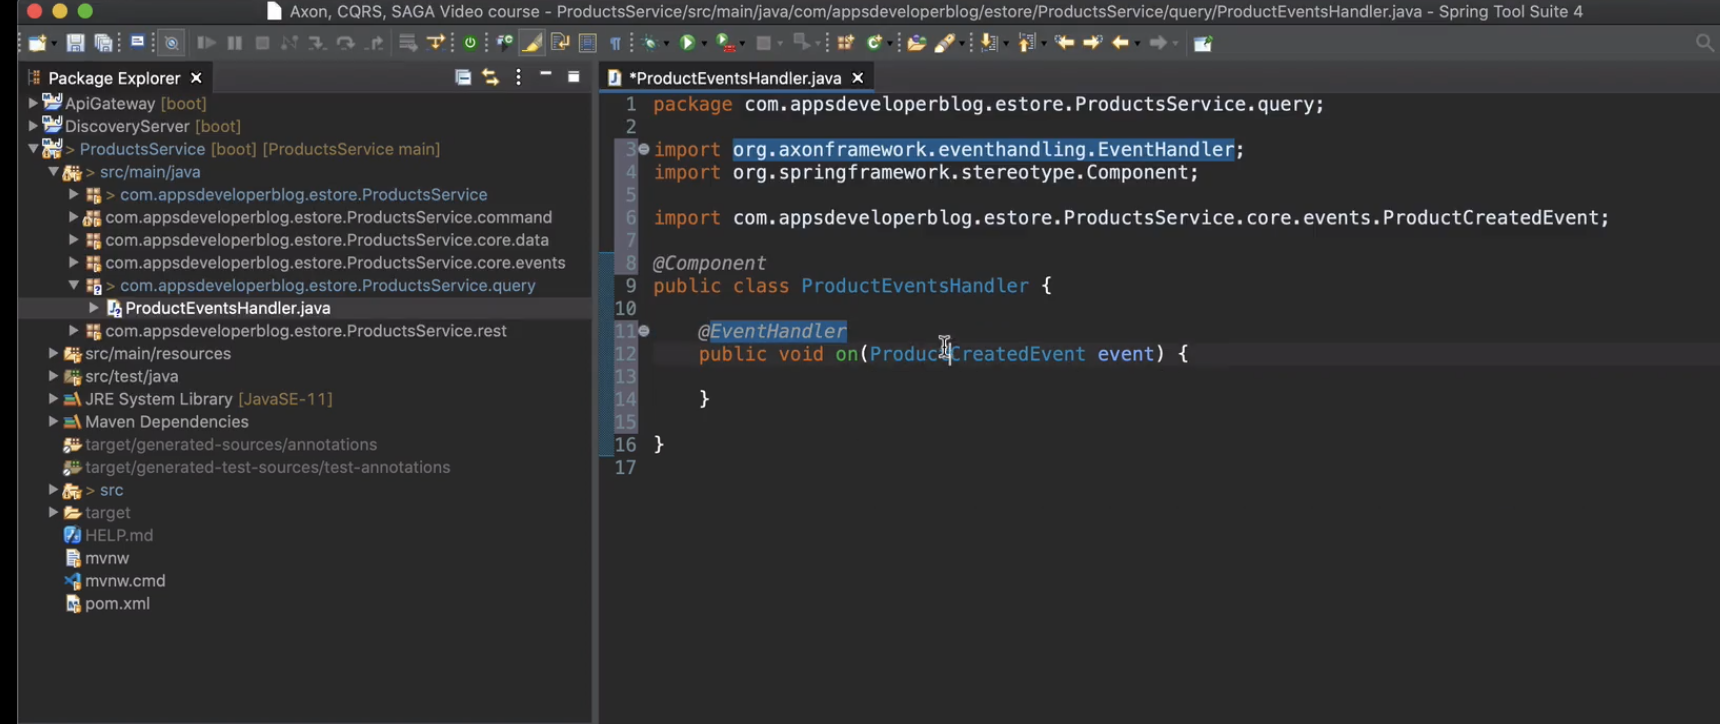 Axon, CQRS, SAGA Video course - ProductsService/src/main/java/com/appsdeveloperblog/estore/ProductsService/query/ProductEventsHandler.java - Spring Tool Suite 4
Package Explorer
ApiGateway [boot]
DiscoveryServer [boot]
> ProductsService [boot] [ProductsService main]
> src/main/java
> com.appsdeveloperblog.estore.ProductsService
com.appsdeveloperblog.estore.ProductsService.command
com.appsdeveloperblog.estore.ProductsService.core.data
com.appsdeveloperblog.estore.ProductsService.core.events
> com.appsdeveloperblog.estore.ProductsService.query
ProductEventsHandler.java
com.appsdeveloperblog.estore.ProductsService.rest
src/main/resources
src/test/java
JRE System Library [JavaSE-11]
Maven Dependencies
target/generated-sources/annotations
target/generated-test-sources/test-annotations
> src
target
HELP.md
mvnw
mvnw.cmd
pom.xml
*ProductEventsHandler.java
1 package com.appsdeveloperblog.estore.ProductsService.query;
2
3 import org.axonframework.eventhandling.EventHandler;
4 import org.springframework.stereotype.Component;
5
6 import com.appsdeveloperblog.estore.ProductsService.core.events.ProductCreatedEvent;
7
8 @Component
9 public class ProductEventsHandler {
10
11 @EventHandler
12 public void on(ProductCreatedEvent event) {
13
14 }
15
16 }
17